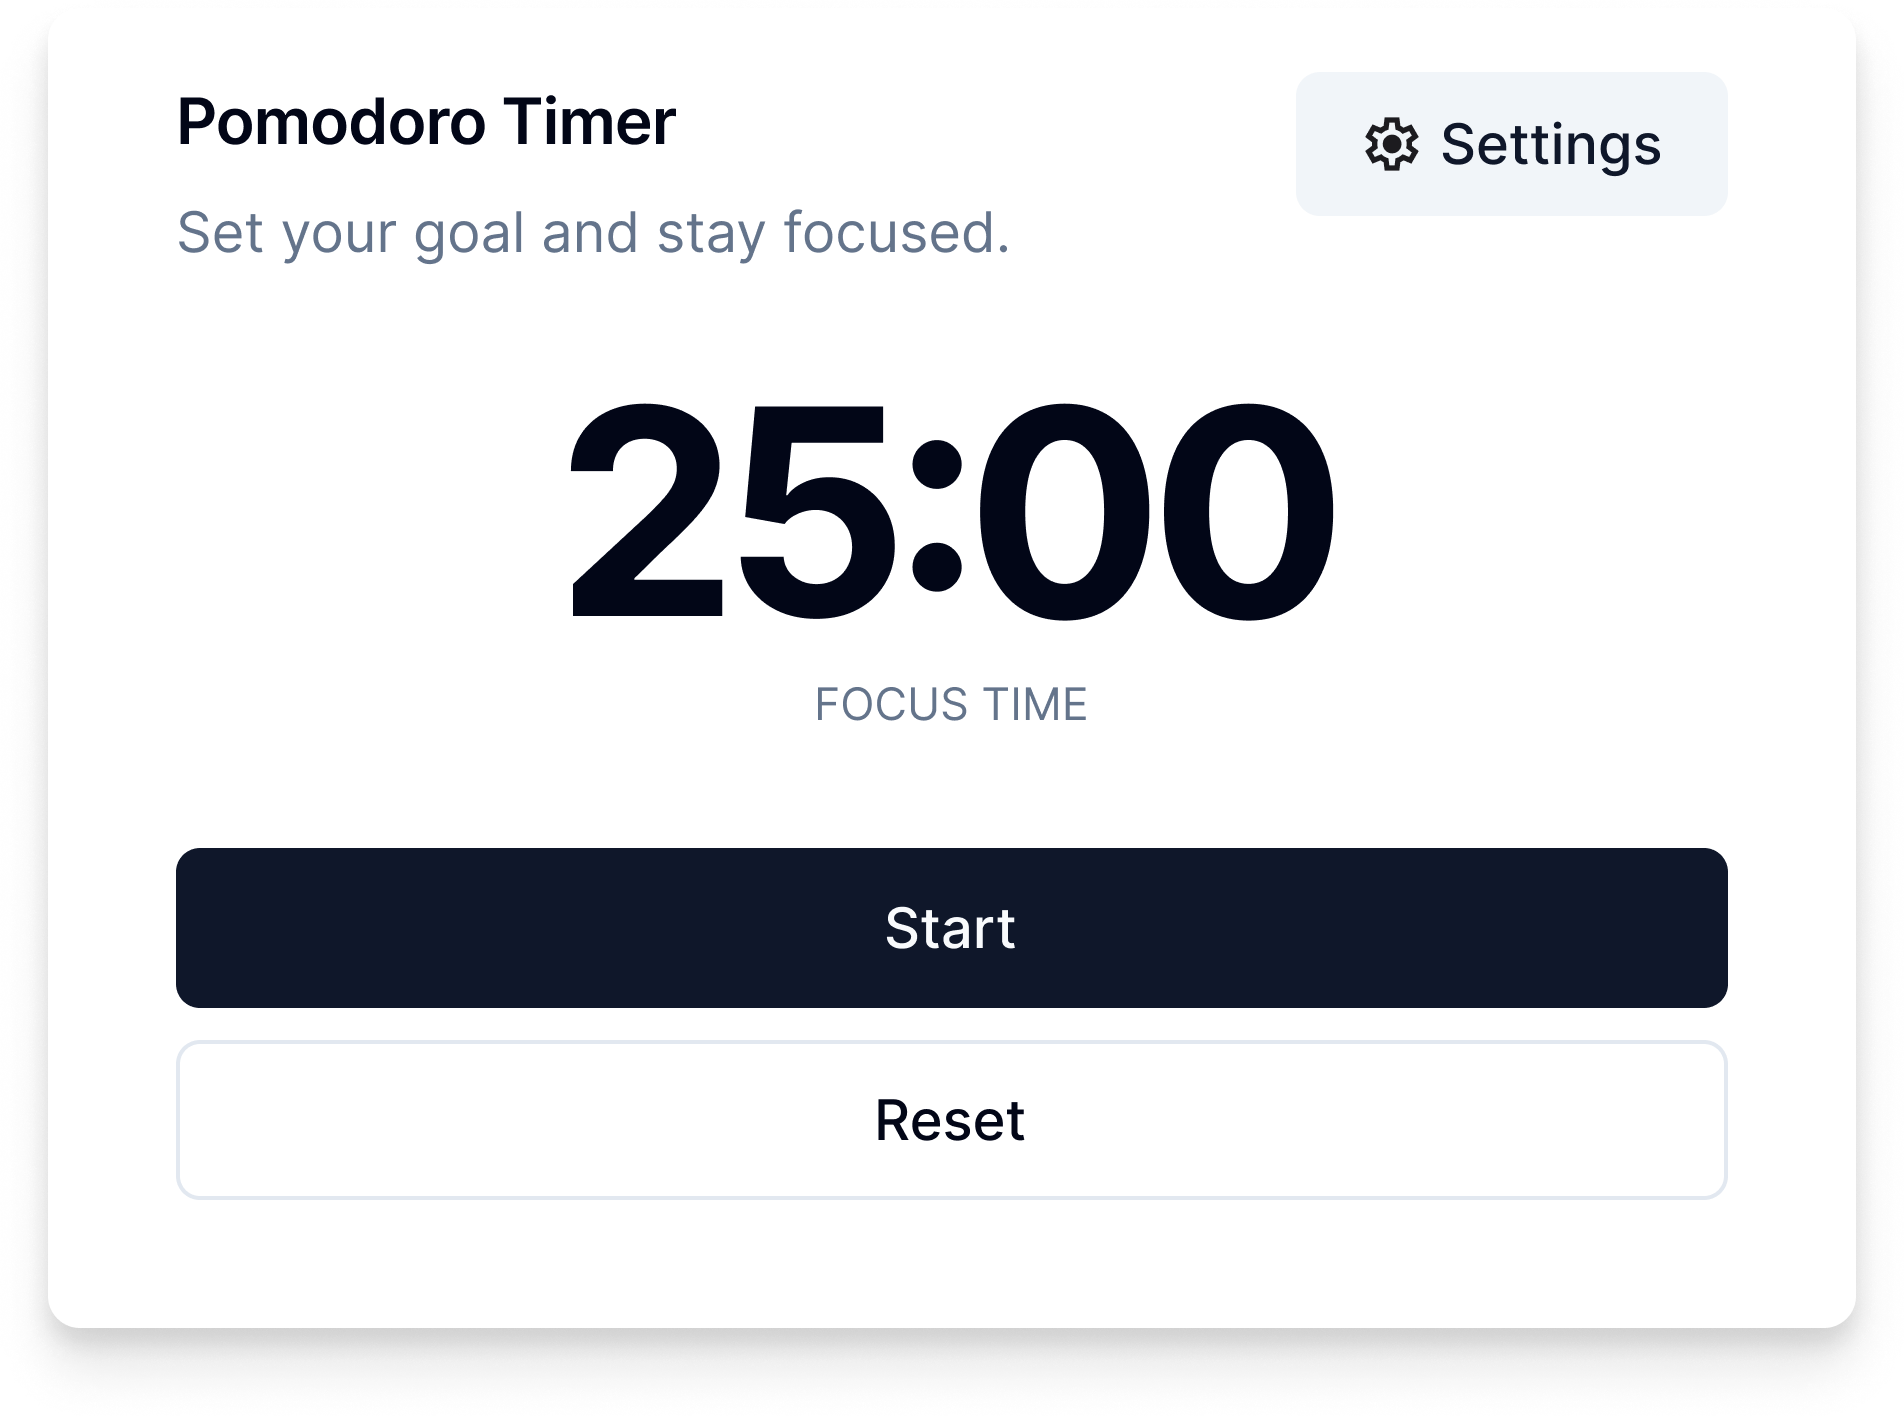 Pomodoro Timer
Settings
Set your goal and stay focused.
25:00
FOCUS TIME
Start
Reset